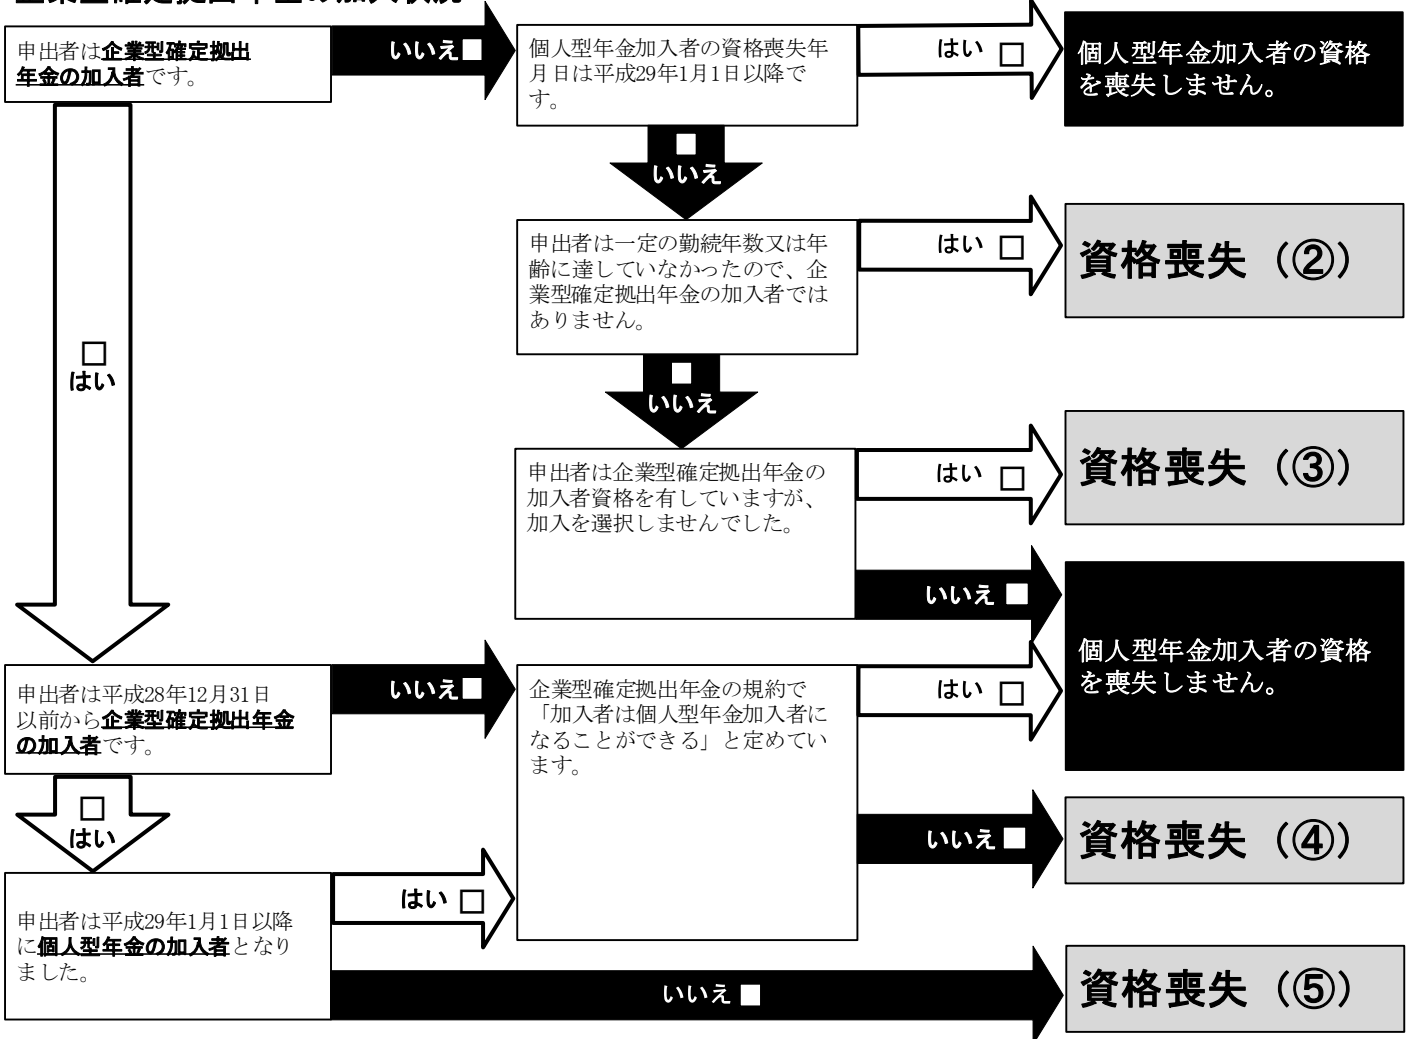 企業型確定拠出年金の加入状況
申出者は企業型確定拠出
年金の加入者です。
いいえ
個人型年金加入者の資格喪失年
月日は平成29年1月1日以降で
す。
はい □
個人型年金加入者の資格
を喪失しません。
いいえ
申出者は一定の勤続年数又は年
齢に達していなかったので、企
業型確定拠出年金の加入者では
ありません。
はい □
資格喪失（②）
□
はい
いいえ
申出者は企業型確定拠出年金の
加入者資格を有していますが、
加入を選択しませんでした。
はい □
資格喪失（③）
いいえ
個人型年金加入者の資格
を喪失しません。
申出者は平成28年12月31日
以前から企業型確定拠出年金
の加入者です。
いいえ
企業型確定拠出年金の規約で
「加入者は個人型年金加入者に
なることができる」と定めてい
ます。
はい □
いいえ
資格喪失（④）
□
はい
申出者は平成29年1月1日以降
に個人型年金の加入者となり
ました。
はい □
いいえ
資格喪失（⑤）